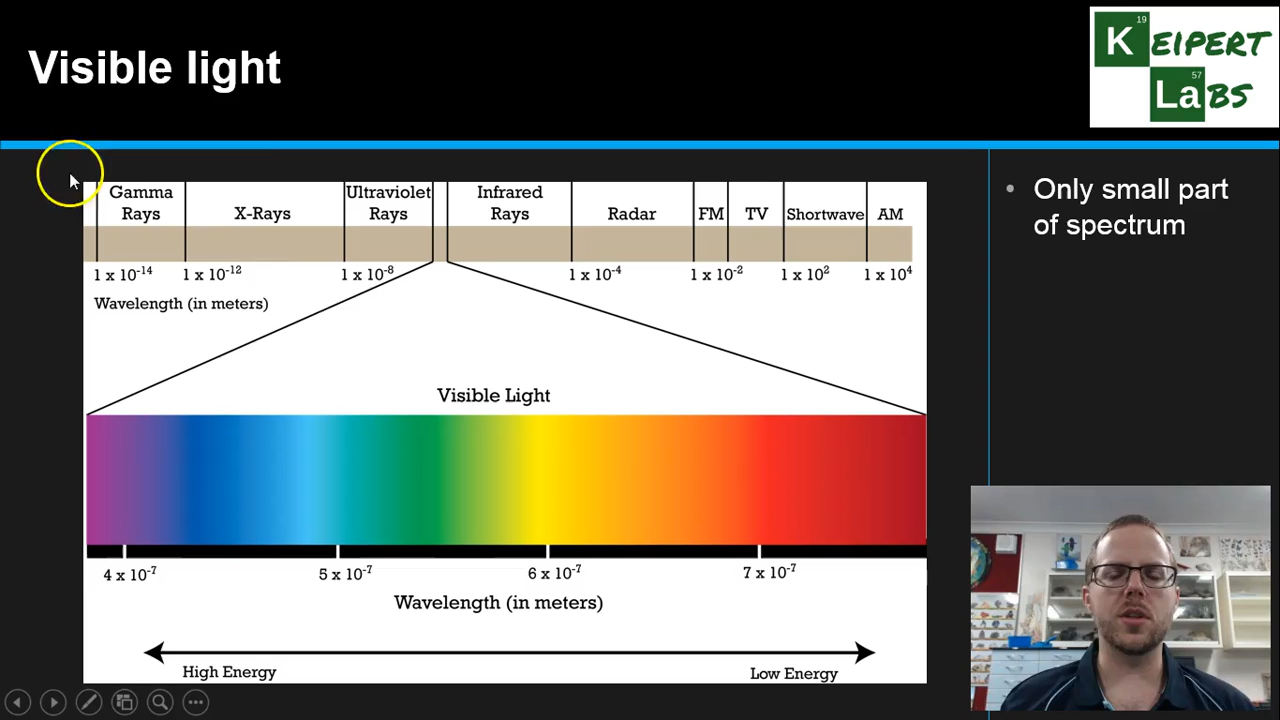 Visible light
19
K EIPERT
57
La BS
Gamma Rays
X-Rays
Ultraviolet Rays
Infrared Rays
Radar
FM
TV
Shortwave
AM
1 x 10⁻¹⁴
1 x 10⁻¹²
1 x 10⁻⁸
1 x 10⁻⁴
1 x 10⁻²
1 x 10²
1 x 10⁴
Wavelength (in meters)
Visible Light
4 x 10⁻⁷
5 x 10⁻⁷
6 x 10⁻⁷
7 x 10⁻⁷
Wavelength (in meters)
High Energy
Low Energy
• Only small part
of spectrum